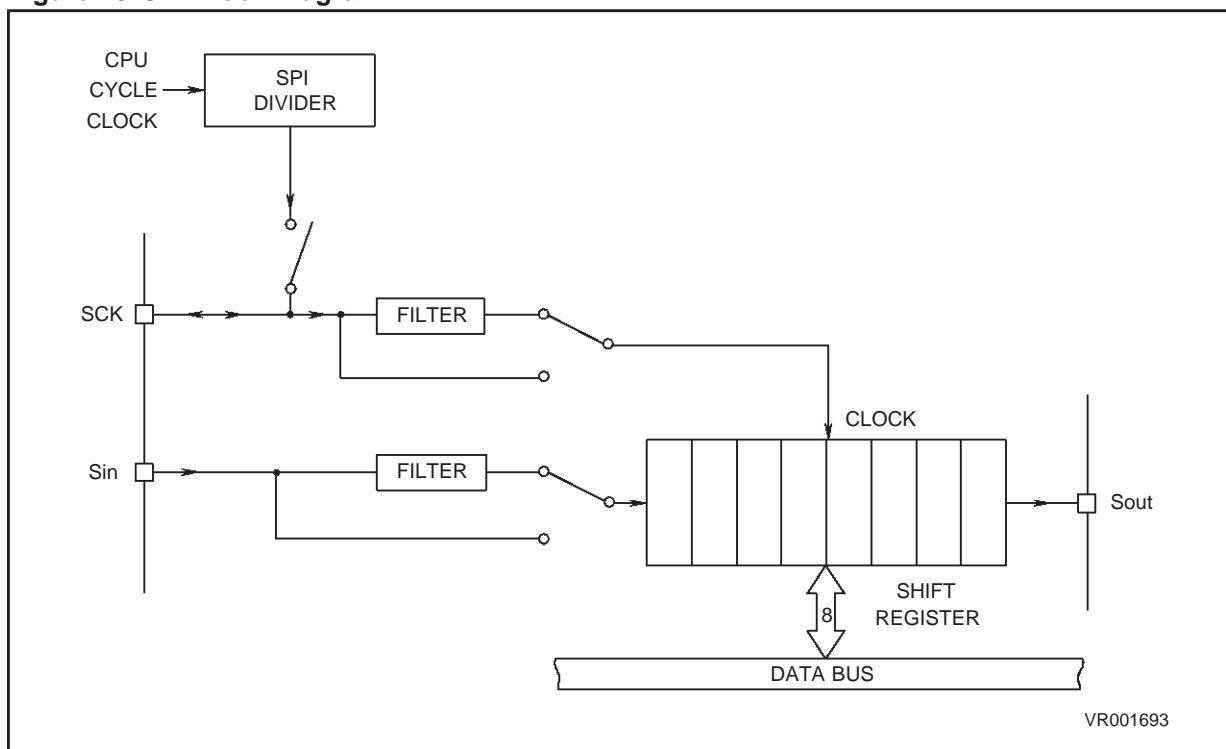 CPU
CYCLE
CLOCK
SPI
DIVIDER
SCK
FILTER
CLOCK
Sin
FILTER
Sout
SHIFT
REGISTER
8
DATA BUS
VR001693